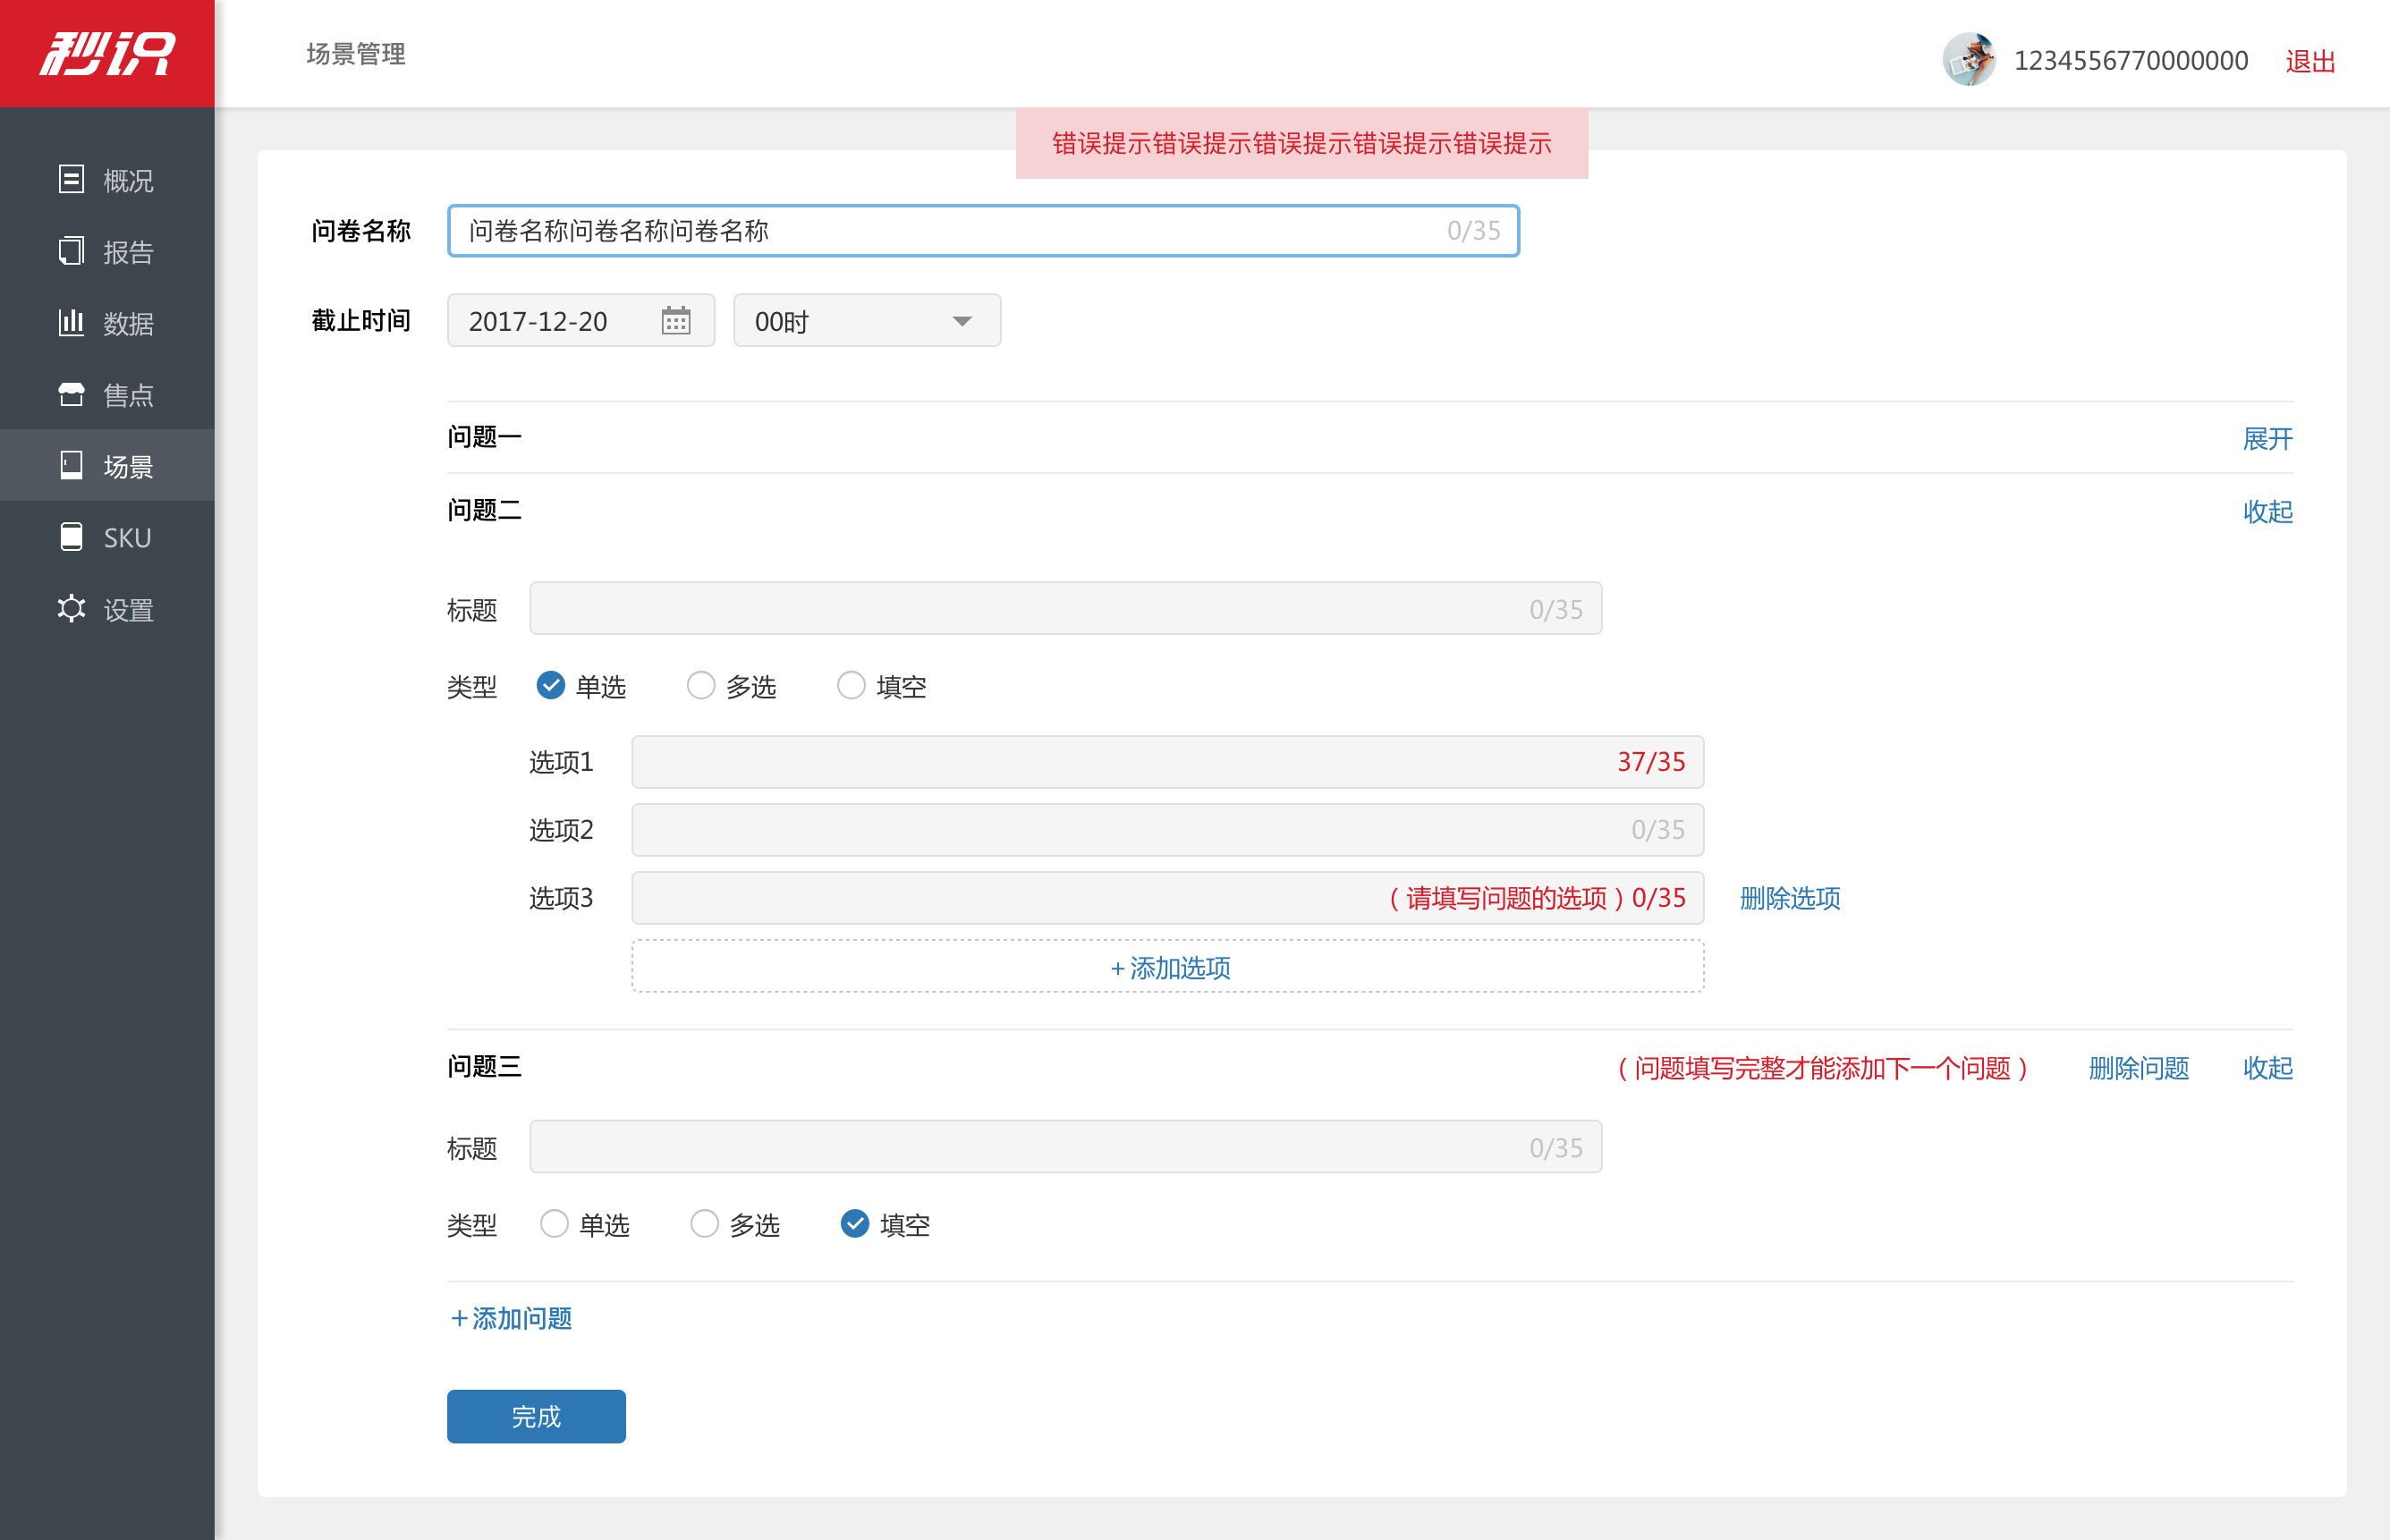 秒识
场景管理
1234556770000000 退出
错误提示错误提示错误提示错误提示错误提示
概况
报告
数据
售点
场景
SKU
设置
问卷名称 问卷名称问卷名称问卷名称 0/35
截止时间 2017-12-20 00时
问题一 展开
问题二 收起
标题 0/35
类型 单选 多选 填空
选项1 37/35
选项2 0/35
选项3 (请填写问题的选项) 0/35 删除选项
+ 添加选项
问题三 (问题填写完整才能添加下一个问题) 删除问题 收起
标题 0/35
类型 单选 多选 填空
+ 添加问题
完成